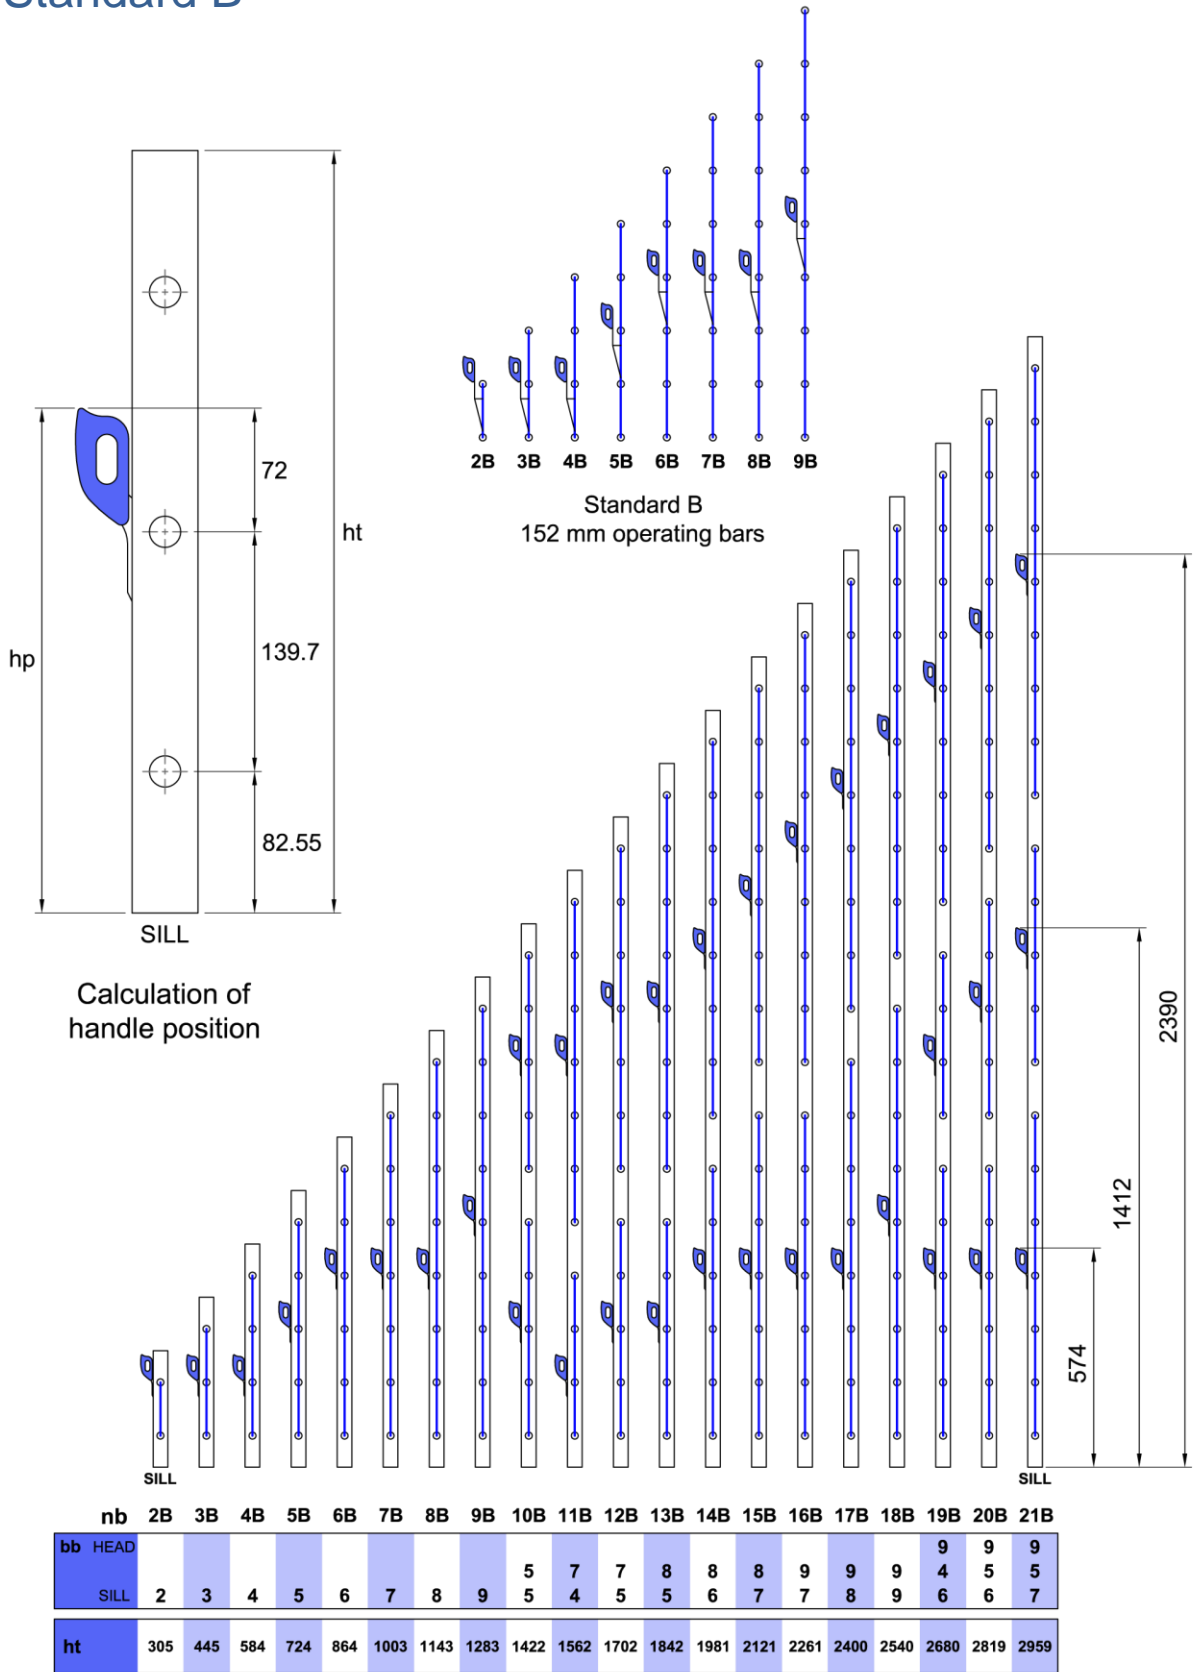 Standard B
2B 3B 4B 5B 6B 7B 8B 9B
Standard B
152 mm operating bars
72
ht
139.7
hp
82.55
SILL
Calculation of
handle position
2390
1412
574
SILL SILL
nb 2B 3B 4B 5B 6B 7B 8B 9B 10B 11B 12B 13B 14B 15B 16B 17B 18B 19B 20B 21B
bb HEAD 9 9 9
5 7 7 8 8 8 9 9 9 4 5 5
SILL 2 3 4 5 6 7 8 9 5 4 5 5 6 7 7 8 9 6 6 7
ht 305 445 584 724 864 1003 1143 1283 1422 1562 1702 1842 1981 2121 2261 2400 2540 2680 2819 2959